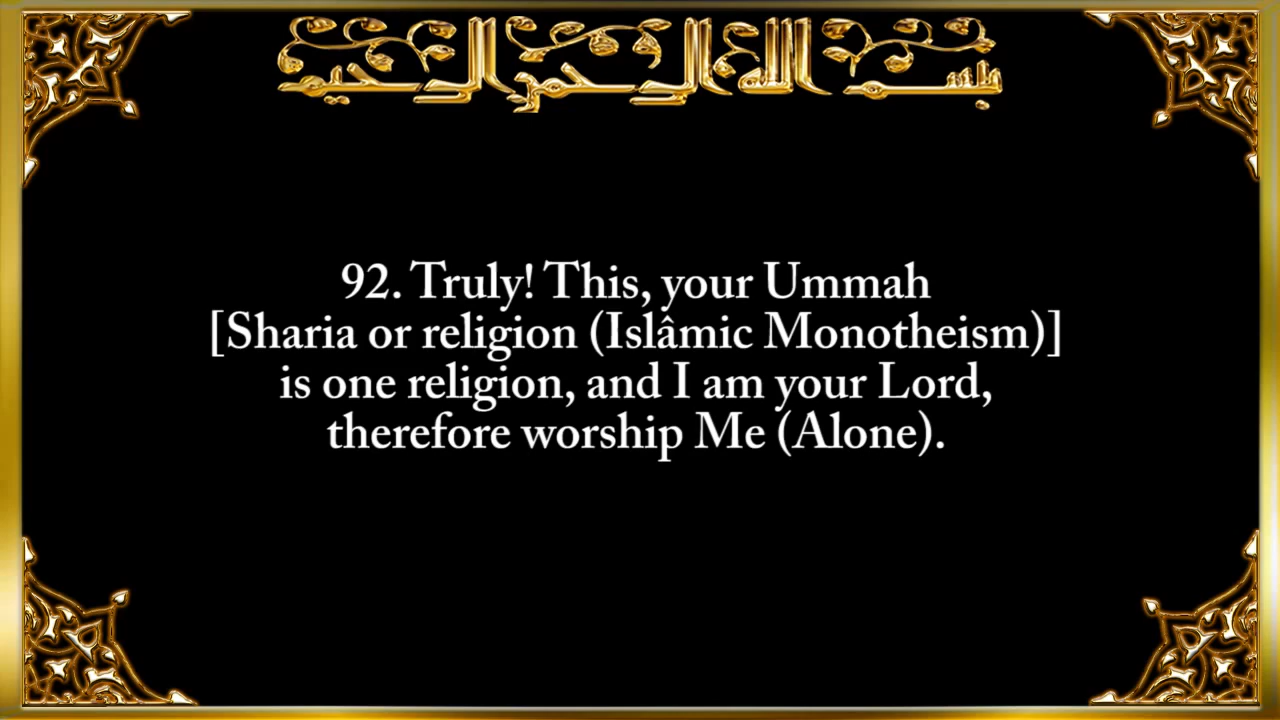 بسم الله الرحمن الرحيم
92. Truly! This, your Ummah
[Sharia or religion (Islâmic Monotheism)]
is one religion, and I am your Lord,
therefore worship Me (Alone).